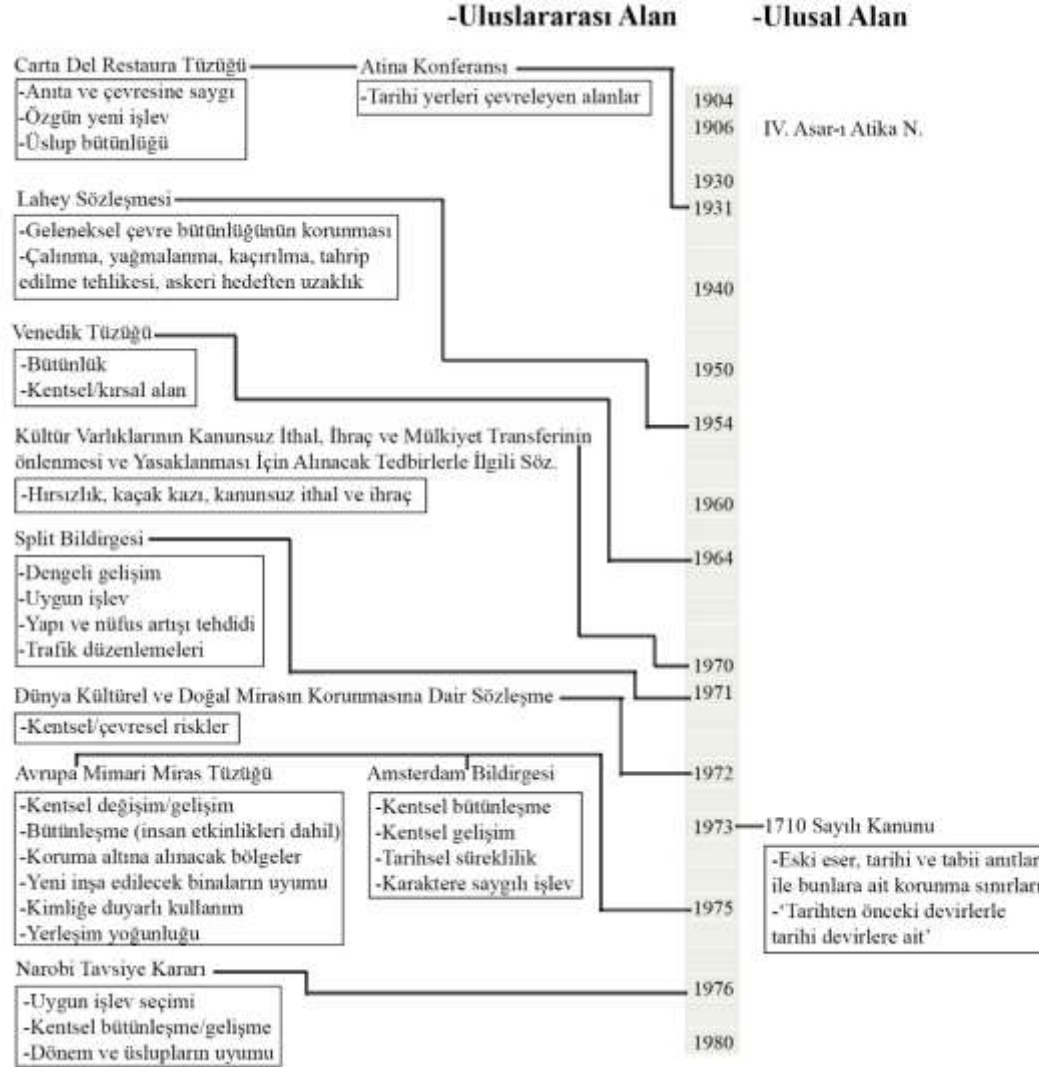 -Uluslararası Alan
-Ulusal Alan
Carta Del Restaura Tüzüğü
-Anıta ve çevresine saygı
-Özgün yeni işlev
-Üslup bütünlüğü
Atina Konferansı
-Tarihi yerleri çevreleyen alanlar
Lahey Sözleşmesi
-Geleneksel çevre bütünlüğünün korunması
-Çalınma, yağmalanma, kaçırılma, tahrip
edilme tehlikesi, askeri hedeften uzaklık
Venedik Tüzüğü
-Bütünlük
-Kentsel/kırsal alan
Kültür Varlıklarının Kanunsuz İthal, İhraç ve Mülkiyet Transferinin
önlenmesi ve Yasaklanması İçin Alınacak Tedbirlerle İlgili Söz.
-Hırsızlık, kaçak kazı, kanunsuz ithal ve ihraç
Split Bildirgesi
-Dengeli gelişim
-Uygun işlev
-Yapı ve nüfus artışı tehdidi
-Trafik düzenlemeleri
Dünya Kültürel ve Doğal Mirasın Korunmasına Dair Sözleşme
-Kentsel/çevresel riskler
Avrupa Mimari Miras Tüzüğü
-Kentsel değişim/gelişim
-Bütünleşme (insan etkinlikleri dahil)
-Koruma altına alınacak bölgeler
-Yeni inşa edilecek binaların uyumu
-Kimliğe duyarlı kullanım
-Yerleşim yoğunluğu
Amsterdam Bildirgesi
-Kentsel bütünleşme
-Kentsel gelişim
-Tarihsel süreklilik
-Karaktere saygılı işlev
Narobi Tavsiye Kararı
-Uygun işlev seçimi
-Kentsel bütünleşme/gelişme
-Dönem ve üslupların uyumu
1904
1906
1930
1931
1940
1950
1954
1960
1964
1970
1971
1972
1973
1975
1976
1980
IV. Asar-ı Atika N.
1710 Sayılı Kanunu
-Eski eser, tarihi ve tabii anıtlar
ile bunlara ait korunma sınırları
-‘Tarihten önceki devirlerle
tarihi devirlere ait’